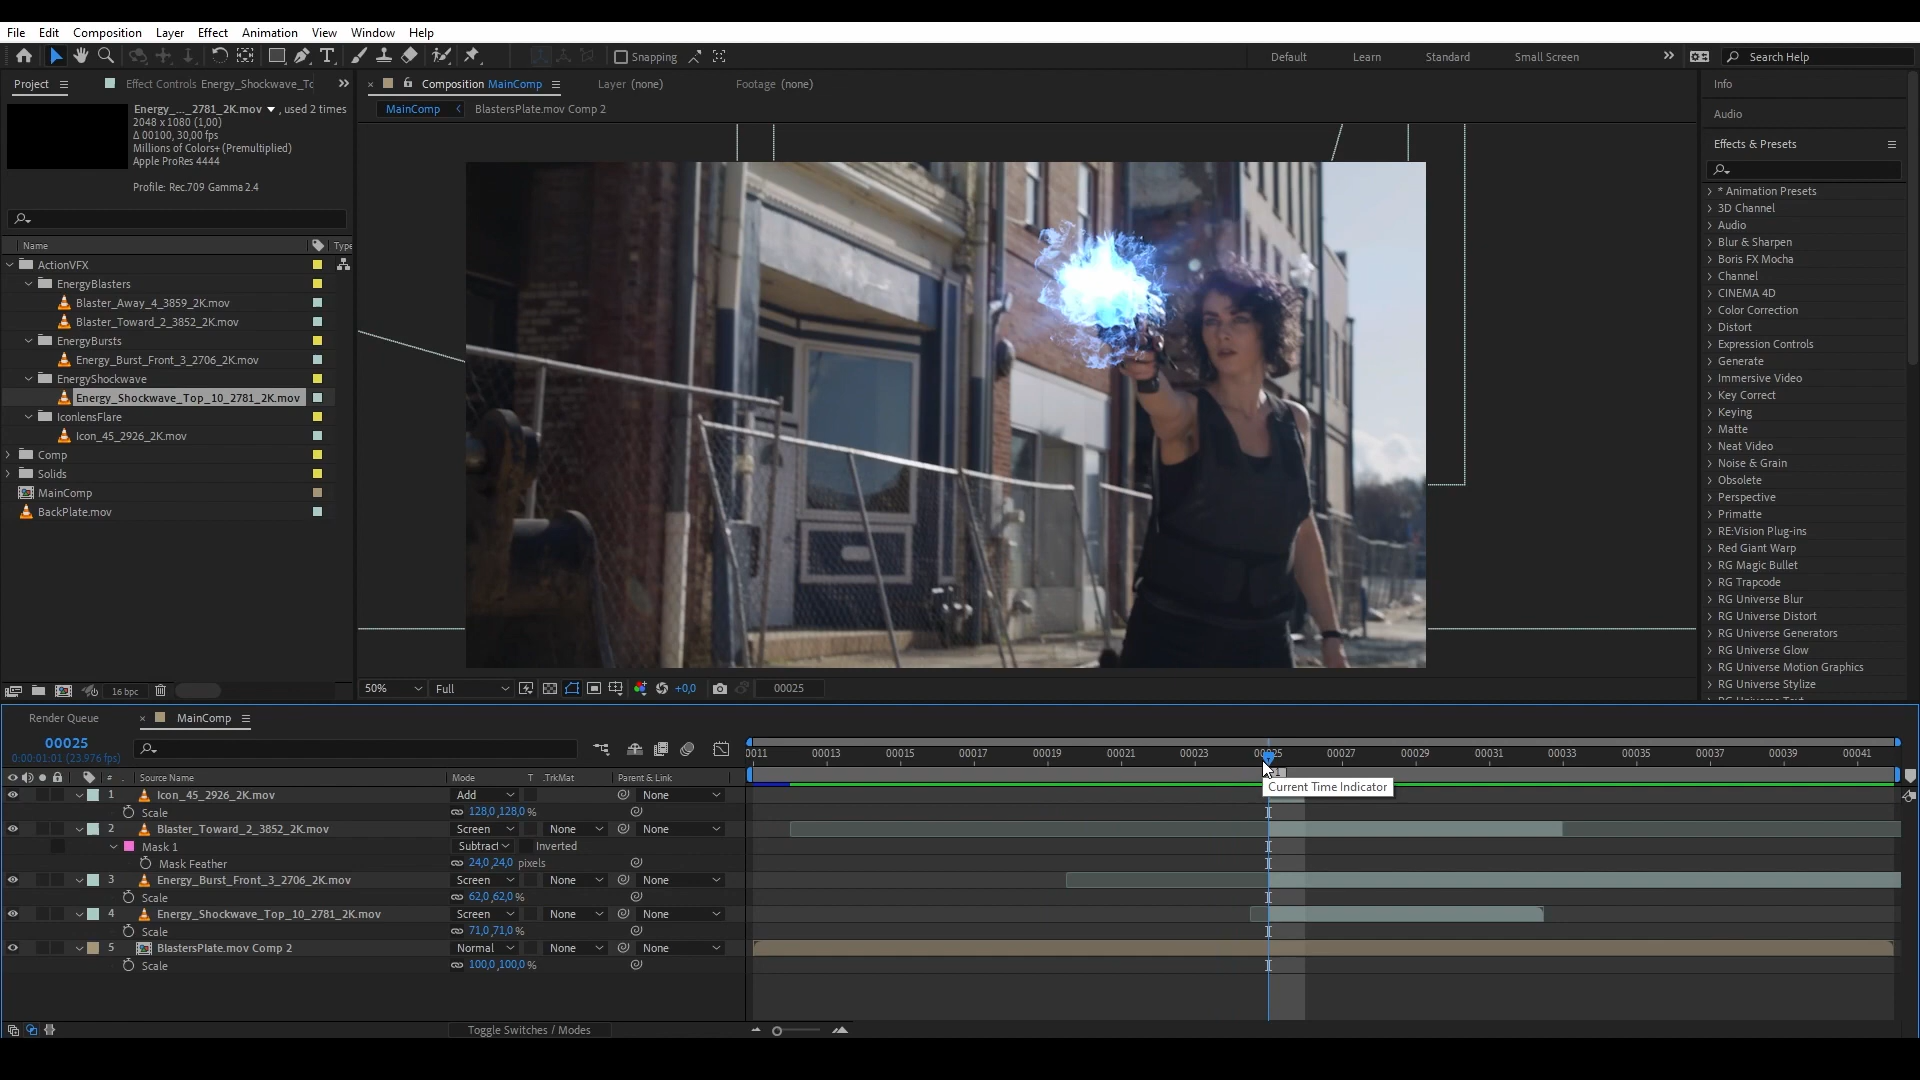 File Edit Composition Layer Effect Animation View Window Help
Snapping
Default Learn Standard Small Screen
Search Help
Project Effect Controls Energy_Shockwave_Tc
Energy_..._2781_2K.mov , used 2 times
2048 x 1080 (1,00)
Δ 00100, 30,00 fps
Millions of Colors+ (Premultiplied)
Apple ProRes 4444
Profile: Rec.709 Gamma 2.4
Name Type
ActionVFX
EnergyBlasters
Blaster_Away_4_3859_2K.mov
Blaster_Toward_2_3852_2K.mov
EnergyBursts
Energy_Burst_Front_3_2706_2K.mov
EnergyShockwave
Energy_Shockwave_Top_10_2781_2K.mov
IconlensFlare
Icon_45_2926_2K.mov
Comp
Solids
MainComp
BackPlate.mov
16 bpc
Composition MainComp Layer (none) Footage (none)
MainComp BlastersPlate.mov Comp 2
50% Full +0,0 00025
Info
Audio
Effects & Presets
* Animation Presets
3D Channel
Audio
Blur & Sharpen
Boris FX Mocha
Channel
CINEMA 4D
Color Correction
Distort
Expression Controls
Generate
Immersive Video
Key Correct
Keying
Matte
Neat Video
Noise & Grain
Obsolete
Perspective
Primatte
RE:Vision Plug-ins
Red Giant Warp
RG Magic Bullet
RG Trapcode
RG Universe Blur
RG Universe Distort
RG Universe Generators
RG Universe Glow
RG Universe Motion Graphics
RG Universe Stylize
Render Queue MainComp
00025
0:00:01:01 (23.976 fps)
0011 00013 00015 00017 00019 00021 00023 00025 00027 00029 00031 00033 00035 00037 00039 00041
Current Time Indicator
# Source Name Mode T .TrkMat Parent & Link
1 Icon_45_2926_2K.mov Add None
Scale 128,0,128,0 %
2 Blaster_Toward_2_3852_2K.mov Screen None None
Mask 1 Subtract Inverted
Mask Feather 24,0,24,0 pixels
3 Energy_Burst_Front_3_2706_2K.mov Screen None None
Scale 62,0,62,0 %
4 Energy_Shockwave_Top_10_2781_2K.mov Screen None None
Scale 71,0,71,0 %
5 BlastersPlate.mov Comp 2 Normal None None
Scale 100,0,100,0 %
Toggle Switches / Modes